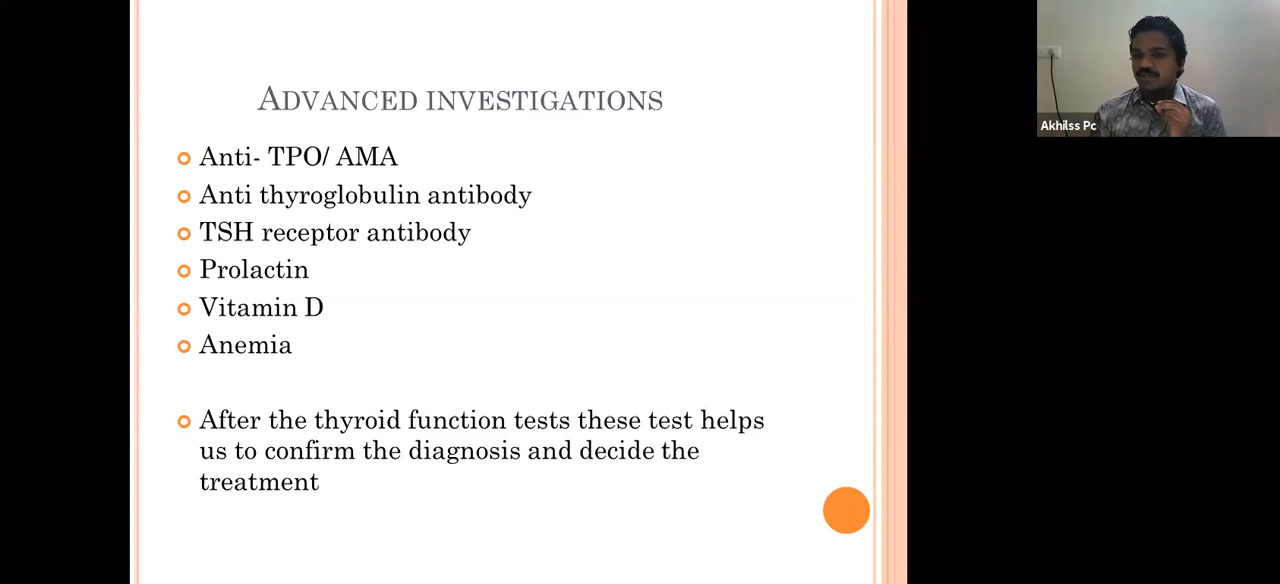 ADVANCED INVESTIGATIONS
Anti- TPO/ AMA
Anti thyroglobulin antibody
TSH receptor antibody
Prolactin
Vitamin D
Anemia
After the thyroid function tests these test helps
us to confirm the diagnosis and decide the
treatment
Akhilss Pc